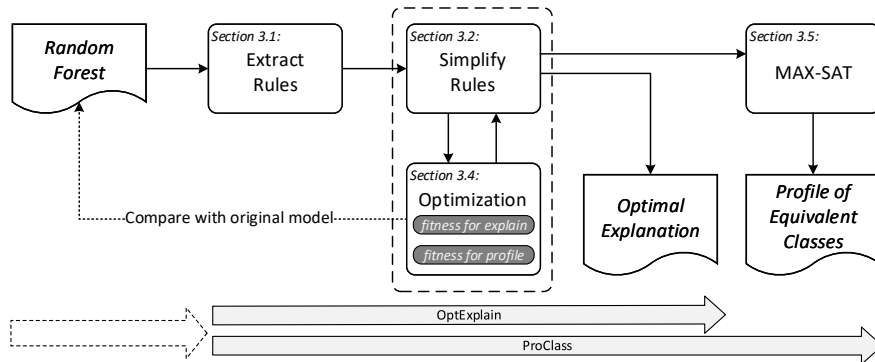 Random
Forest
Section 3.1:
Extract
Rules
Section 3.2:
Simplify
Rules
Section 3.5:
MAX-SAT
Section 3.4:
Optimization
fitness for explain
fitness for profile
Compare with original model
Optimal
Explanation
Profile of
Equivalent
Classes
OptExplain
ProClass